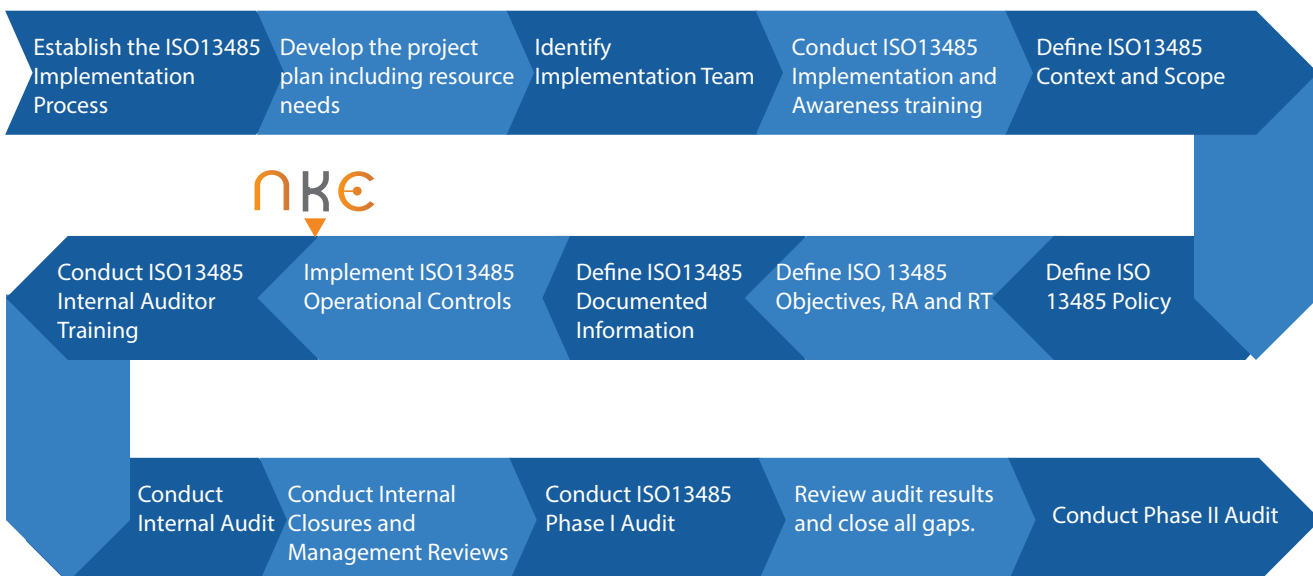 Establish the ISO13485
Implementation
Process
Develop the project
plan including resource
needs
Identify
Implementation Team
Conduct ISO13485
Implementation and
Awareness training
Define ISO13485
Context and Scope
nke
Define ISO
13485 Policy
Define ISO 13485
Objectives, RA and RT
Define ISO13485
Documented
Information
Implement ISO13485
Operational Controls
Conduct ISO13485
Internal Auditor
Training
Conduct
Internal Audit
Conduct Internal
Closures and
Management Reviews
Conduct ISO13485
Phase I Audit
Review audit results
and close all gaps.
Conduct Phase II Audit